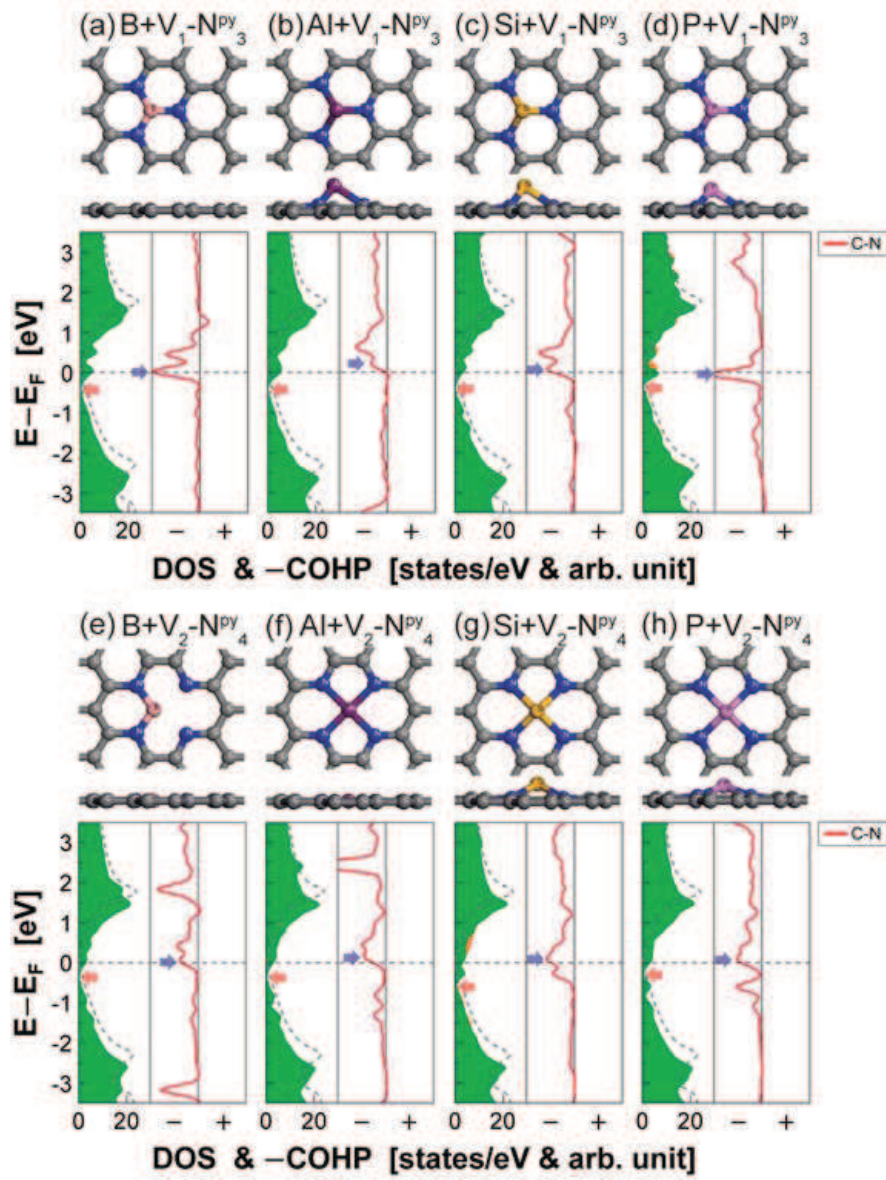 (a) B+V1-Npy3 (b) Al+V1-Npy3 (c) Si+V1-Npy3 (d) P+V1-Npy3
C-N
E−EF [eV]
3
2
1
0
-1
-2
-3
0 20 − + 0 20 − + 0 20 − + 0 20 − +
DOS & −COHP [states/eV & arb. unit]
(e) B+V2-Npy4 (f) Al+V2-Npy4 (g) Si+V2-Npy4 (h) P+V2-Npy4
C-N
E−EF [eV]
3
2
1
0
-1
-2
-3
0 20 − + 0 20 − + 0 20 − + 0 20 − +
DOS & −COHP [states/eV & arb. unit]